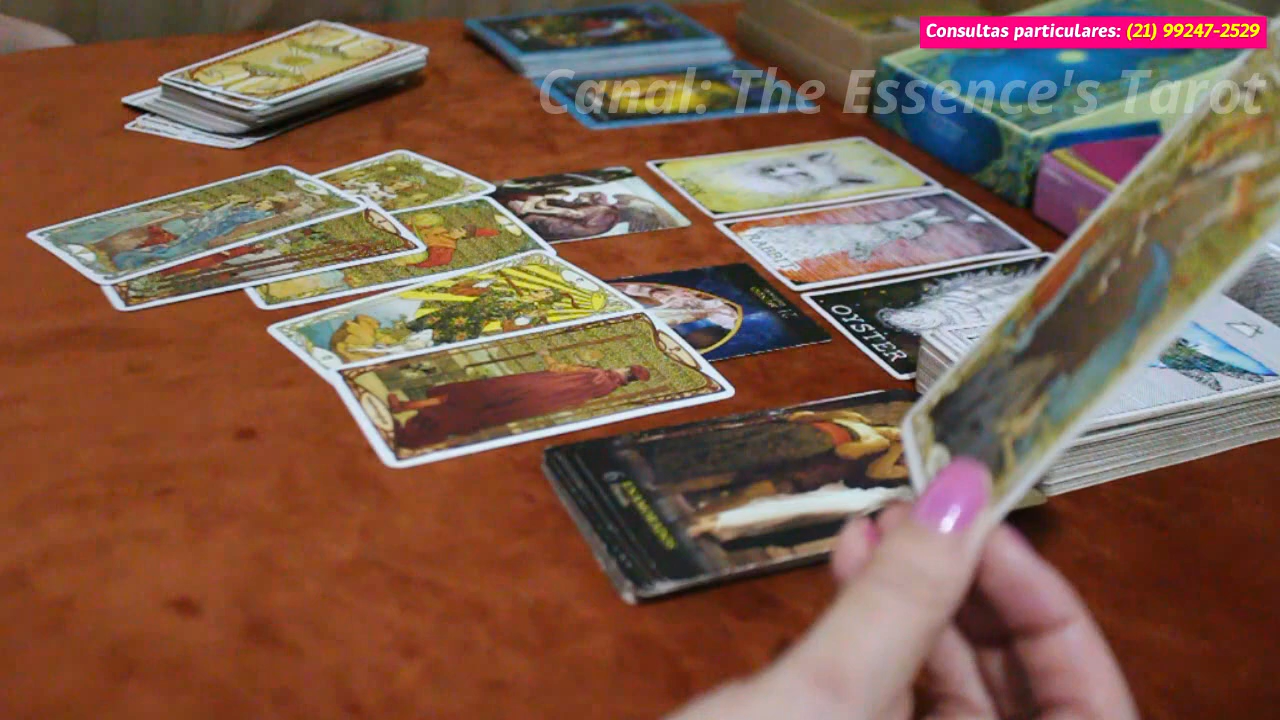 Consultas particulares: (21) 99247-2529
Canal: The Essence's Tarot
RABBIT
OYSTER